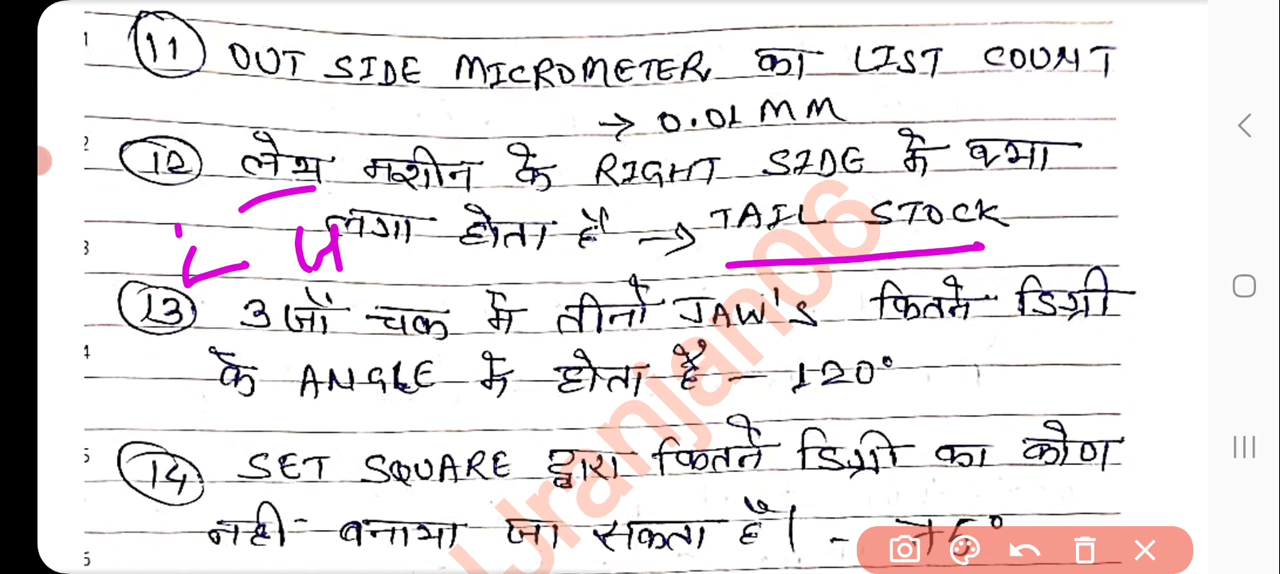 11 OUT SIDE MICROMETER का LIST COUNT
→ 0.01 MM
12 लेथ मशीन के RIGHT SIDE में क्या
लगा होता है → TAIL STOCK
13 3 जॉ चक में तीनों JAW'S कितने डिग्री
के ANGLE में होता है - 120°
14 SET SQUARE द्वारा कितने डिग्री का कोण
नही बनाया जा सकता है। -
Ranjan06